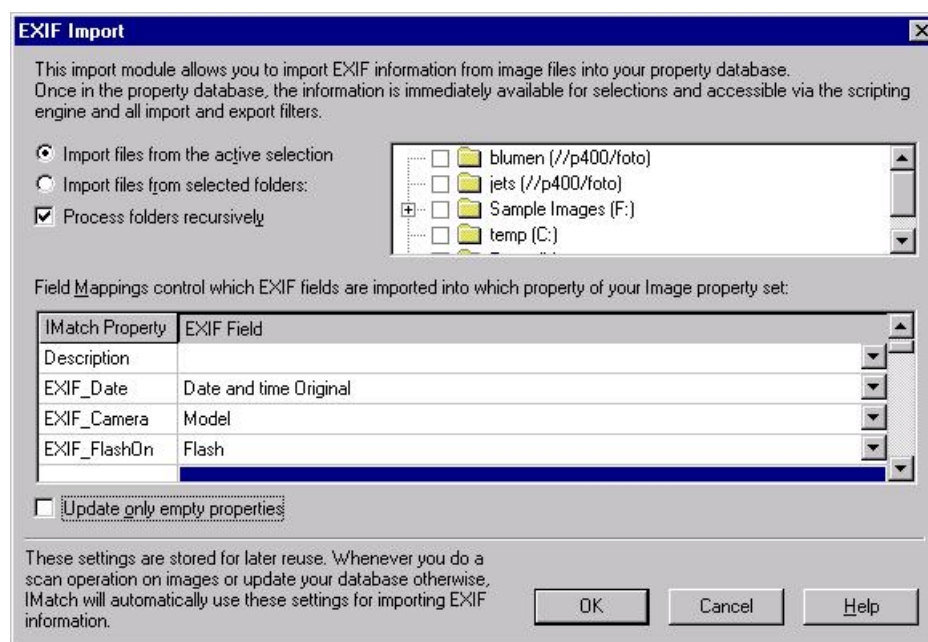 EXIF Import
This import module allows you to import EXIF information from image files into your property database.
Once in the property database, the information is immediately available for selections and accessible via the scripting
engine and all import and export filters.
Import files from the active selection
Import files from selected folders:
Process folders recursively
blumen (//p400/foto)
jets (//p400/foto)
Sample Images (F:)
temp (C:)
Field Mappings control which EXIF fields are imported into which property of your Image property set:
IMatch Property EXIF Field
Description
EXIF_Date Date and time Original
EXIF_Camera Model
EXIF_FlashOn Flash
Update only empty properties
These settings are stored for later reuse. Whenever you do a
scan operation on images or update your database otherwise,
IMatch will automatically use these settings for importing EXIF
information.
OK Cancel Help